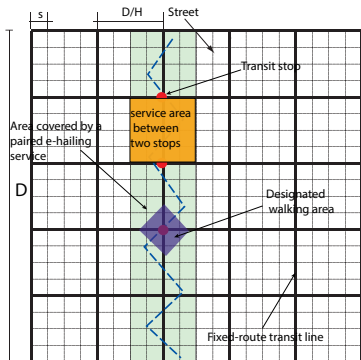 s
D/H
Street
Transit stop
service area
between
two stops
Area covered by a
paired e-hailing
service
D
Designated
walking area
Fixed-route transit line